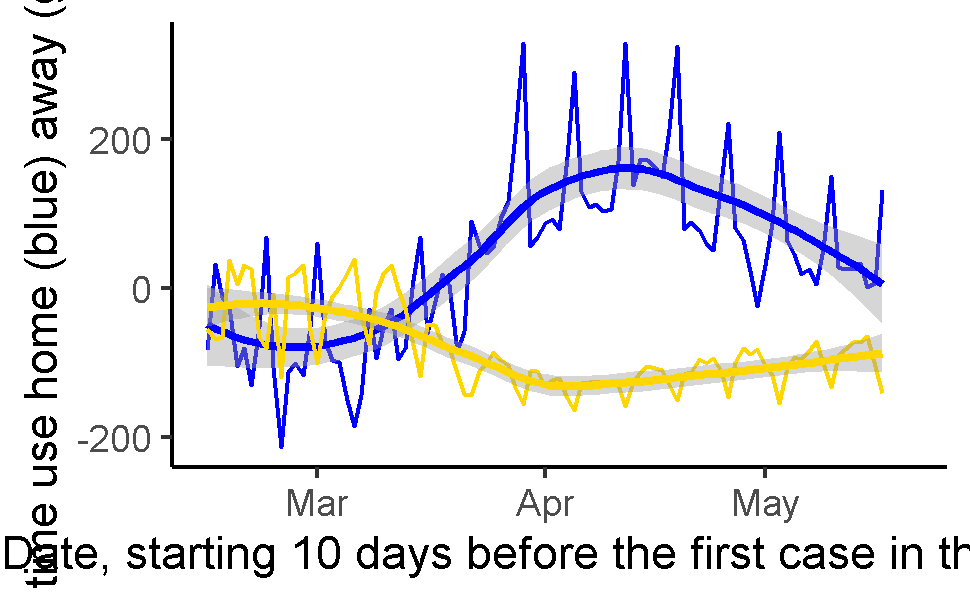 time use home (blue) away (
200
0
-200
Mar Apr May
Date, starting 10 days before the first case in th